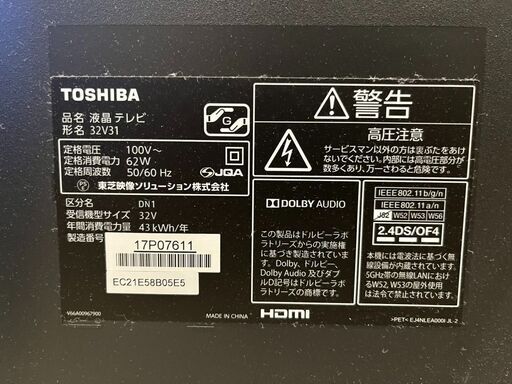 TOSHIBA
品名 液晶テレビ
形名 32V31
定格電圧 100V～
定格消費電力 62W
定格周波数 50/60 Hz
JQA
東芝映像ソリューション株式会社
区分名 DN1
受信機型サイズ 32V
年間消費電力量 43 kWh/年
製造番号
17P07611
EC21E58B05E5
V66A00967900
MADE IN CHINA
G
警告
高圧注意
サービスマン以外の方は裏ぶたをあけ
ないでください。内部には高電圧部分が
数多くあり、万一さわると危険です。
DOLBY AUDIO
この製品はドルビーラボ
ラトリーズからの実施権
に基づき製造されています。
Dolby、ドルビー、
Dolby Audio 及びダブ
ルD記号はドルビーラボ
ラトリーズの商標です。
HDMI
IEEE802.11b/g/n
IEEE802.11a/n
J52 W52 W53 W56
2.4DS/OF4
本機には電波法に基づく無
線設備が内蔵されています。
5GHz帯の無線LANにおけ
るW52、W53の屋外使用
は法令で禁止されています。
>PET< EJ4NLEA000I JL-2